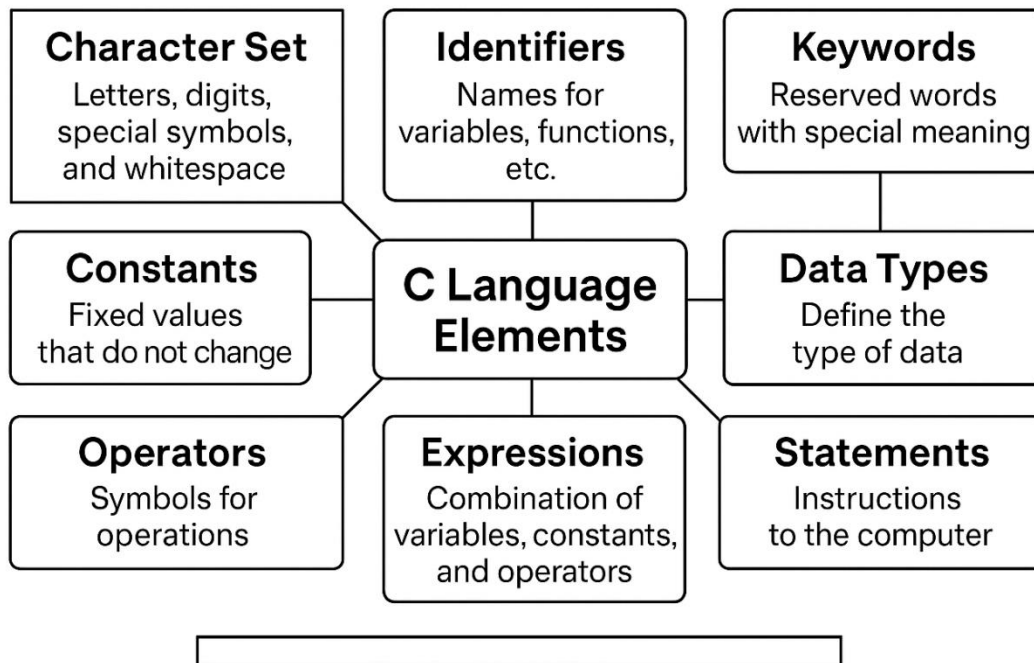 Character Set
Letters, digits,
special symbols,
and whitespace
Identifiers
Names for
variables, functions,
etc.
Keywords
Reserved words
with special meaning
Constants
Fixed values
that do not change
C Language
Elements
Data Types
Define the
type of data
Operators
Symbols for
operations
Expressions
Combination of
variables, constants,
and operators
Statements
Instructions
to the computer